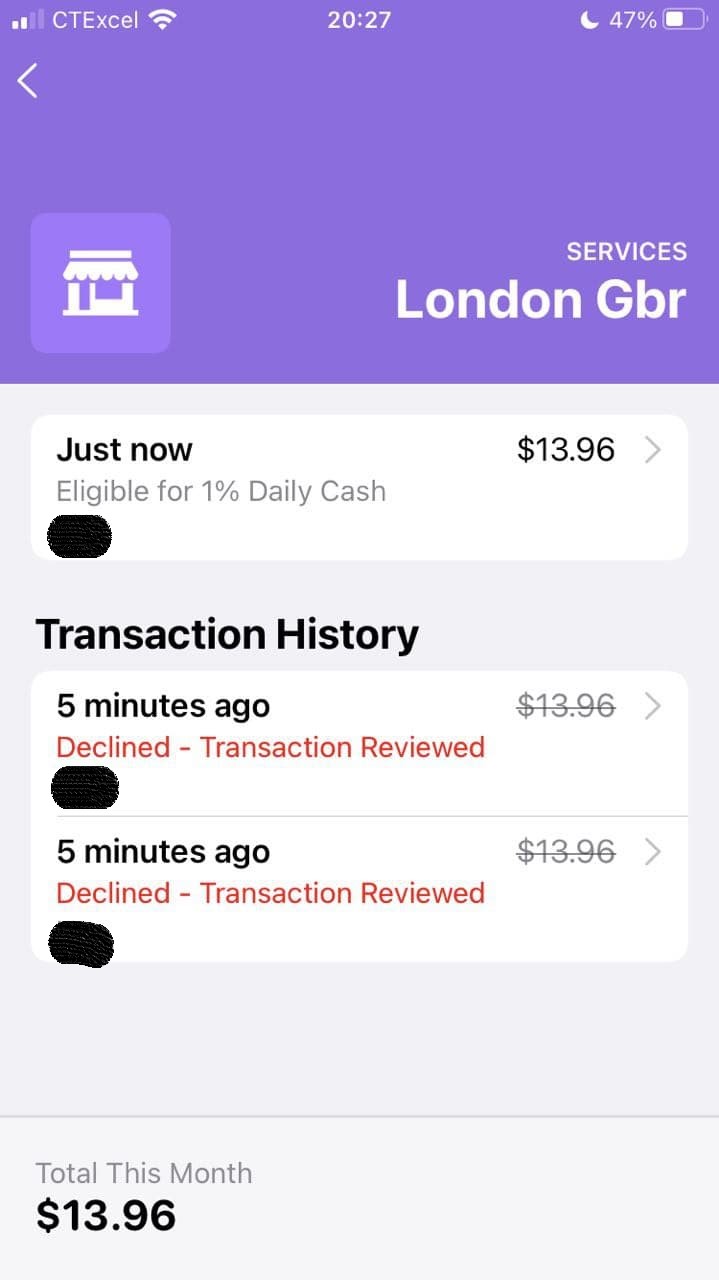 CTExcel 20:27 47%
SERVICES
London Gbr
Just now $13.96
Eligible for 1% Daily Cash
Transaction History
5 minutes ago $13.96
Declined - Transaction Reviewed
5 minutes ago $13.96
Declined - Transaction Reviewed
Total This Month
$13.96